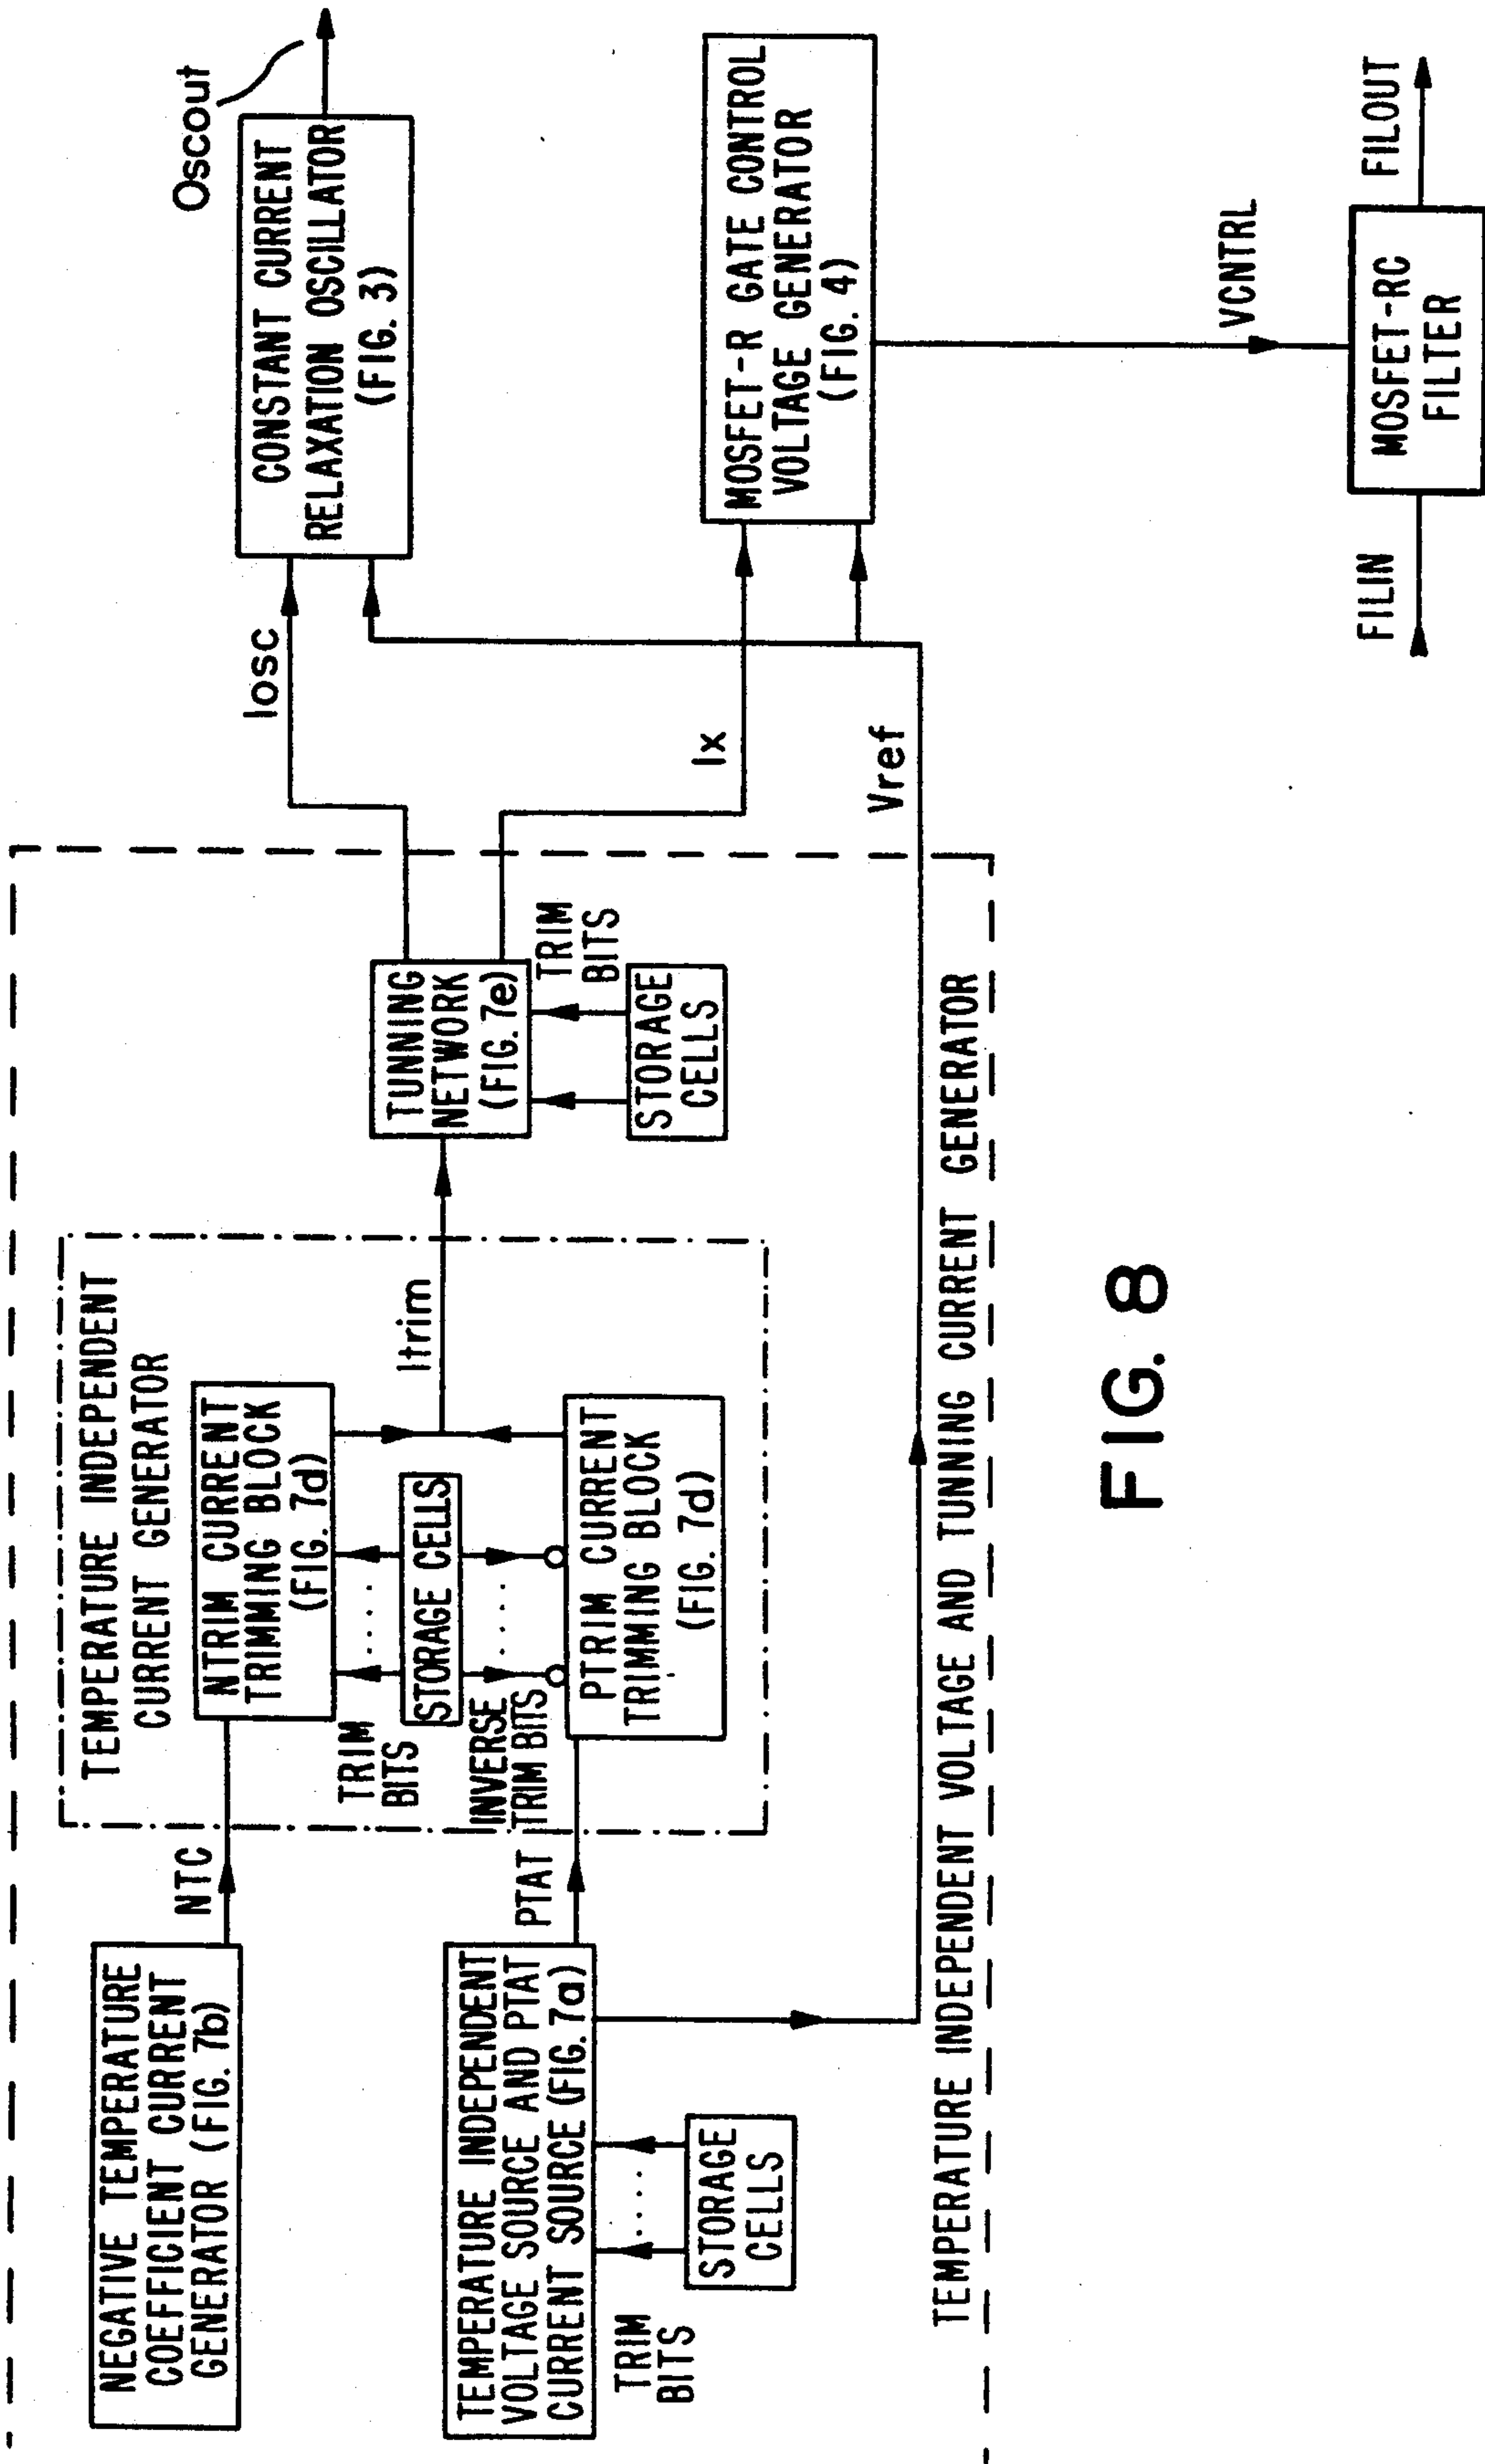 NEGATIVE TEMPERATURE
COEFFICIENT CURRENT
GENERATOR (FIG. 7b)
NTC
TEMPERATURE INDEPENDENT
CURRENT GENERATOR
NTRIM CURRENT
TRIMMING BLOCK
(FIG. 7d)
TRIM
BITS
STORAGE CELLS
INVERSE
TRIM BITS
PTRIM CURRENT
TRIMMING BLOCK
(FIG. 7d)
Itrim
TEMPERATURE INDEPENDENT
VOLTAGE SOURCE AND PTAT
CURRENT SOURCE (FIG. 7a)
PTAT
TRIM
BITS
STORAGE
CELLS
TUNNING
NETWORK
(FIG. 7e)
TRIM
BITS
STORAGE
CELLS
TEMPERATURE INDEPENDENT VOLTAGE AND TUNNING CURRENT GENERATOR
Iosc
Ix
Vref
CONSTANT CURRENT
RELAXATION OSCILLATOR
(FIG. 3)
Oscout
MOSFET-R GATE CONTROL
VOLTAGE GENERATOR
(FIG. 4)
VCNTRL
FILIN
MOSFET-RC
FILTER
FILOUT
FIG. 8